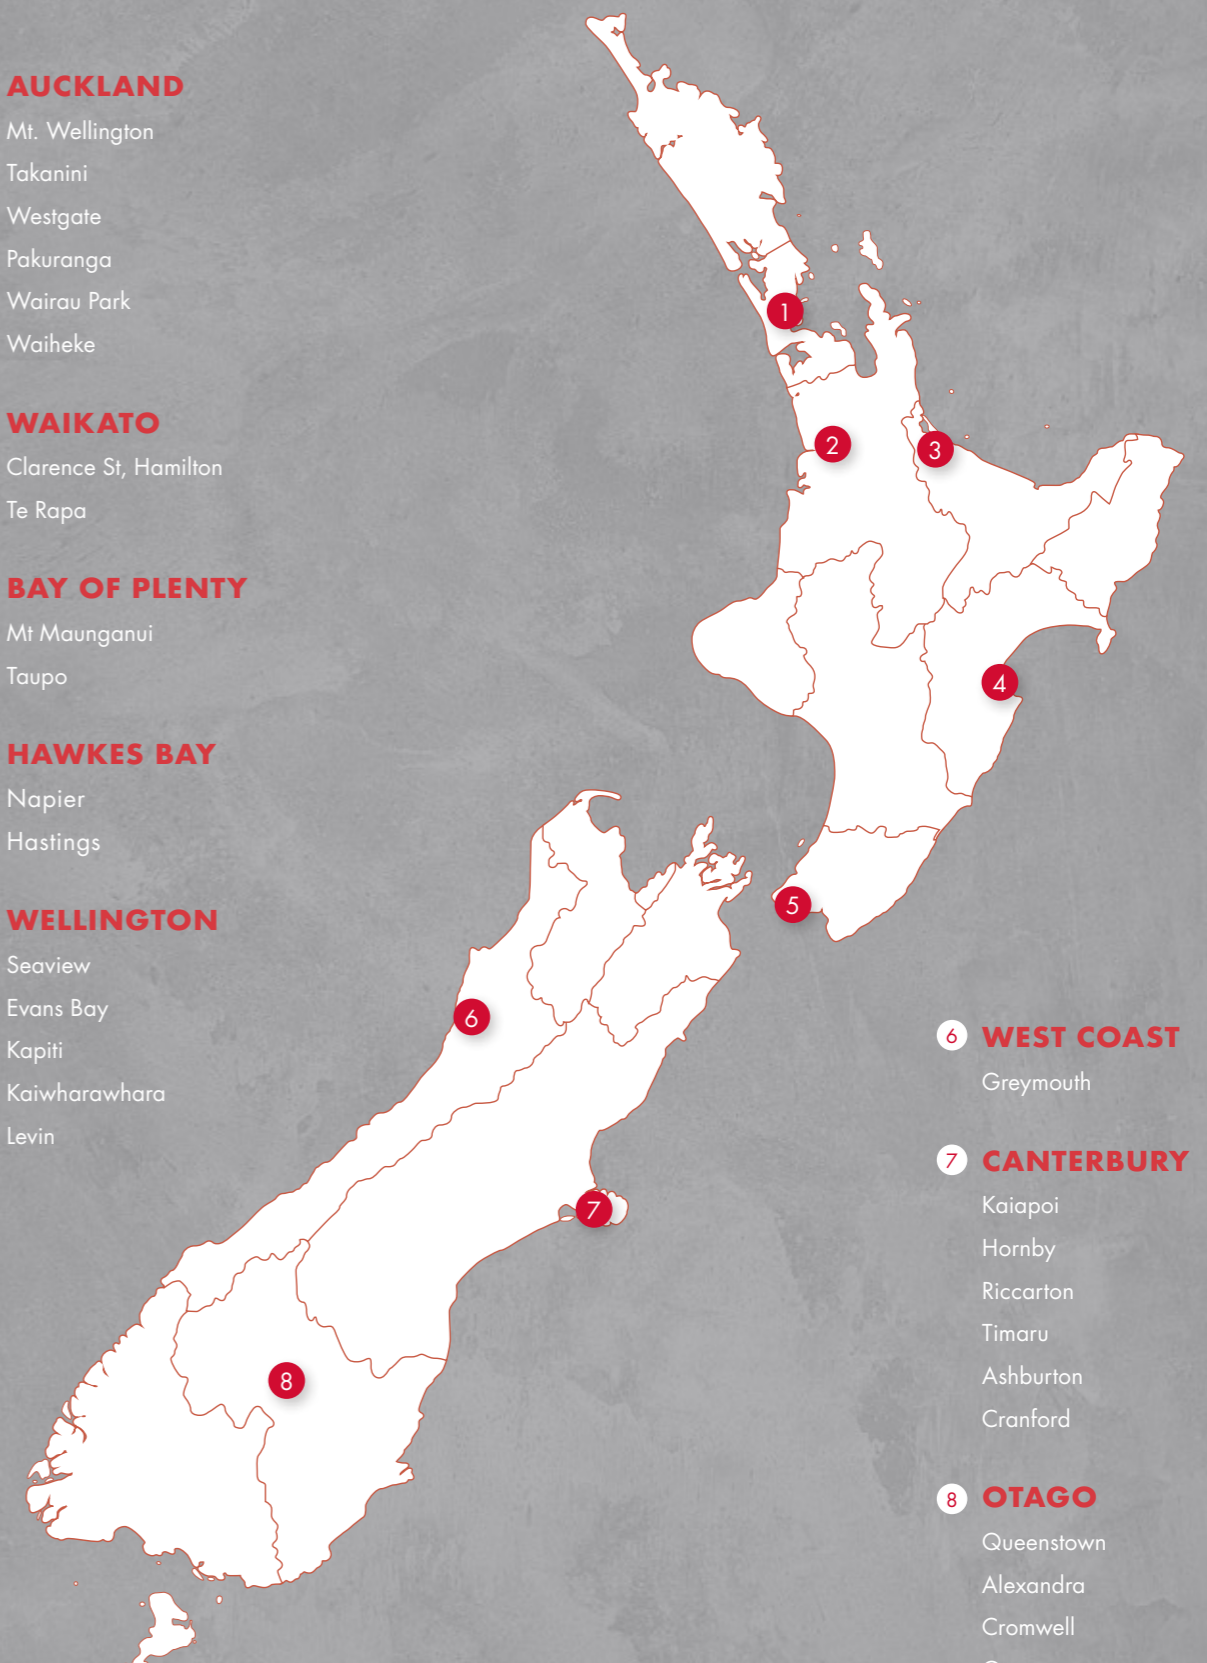 AUCKLAND
Mt. Wellington
Takanini
Westgate
Pakuranga
Wairau Park
Waiheke
WAIKATO
Clarence St, Hamilton
Te Rapa
BAY OF PLENTY
Mt Maunganui
Taupo
HAWKES BAY
Napier
Hastings
WELLINGTON
Seaview
Evans Bay
Kapiti
Kaiwharawhara
Levin
1
2
3
4
5
6
7
8
6 WEST COAST
Greymouth
7 CANTERBURY
Kaiapoi
Hornby
Riccarton
Timaru
Ashburton
Cranford
8 OTAGO
Queenstown
Alexandra
Cromwell